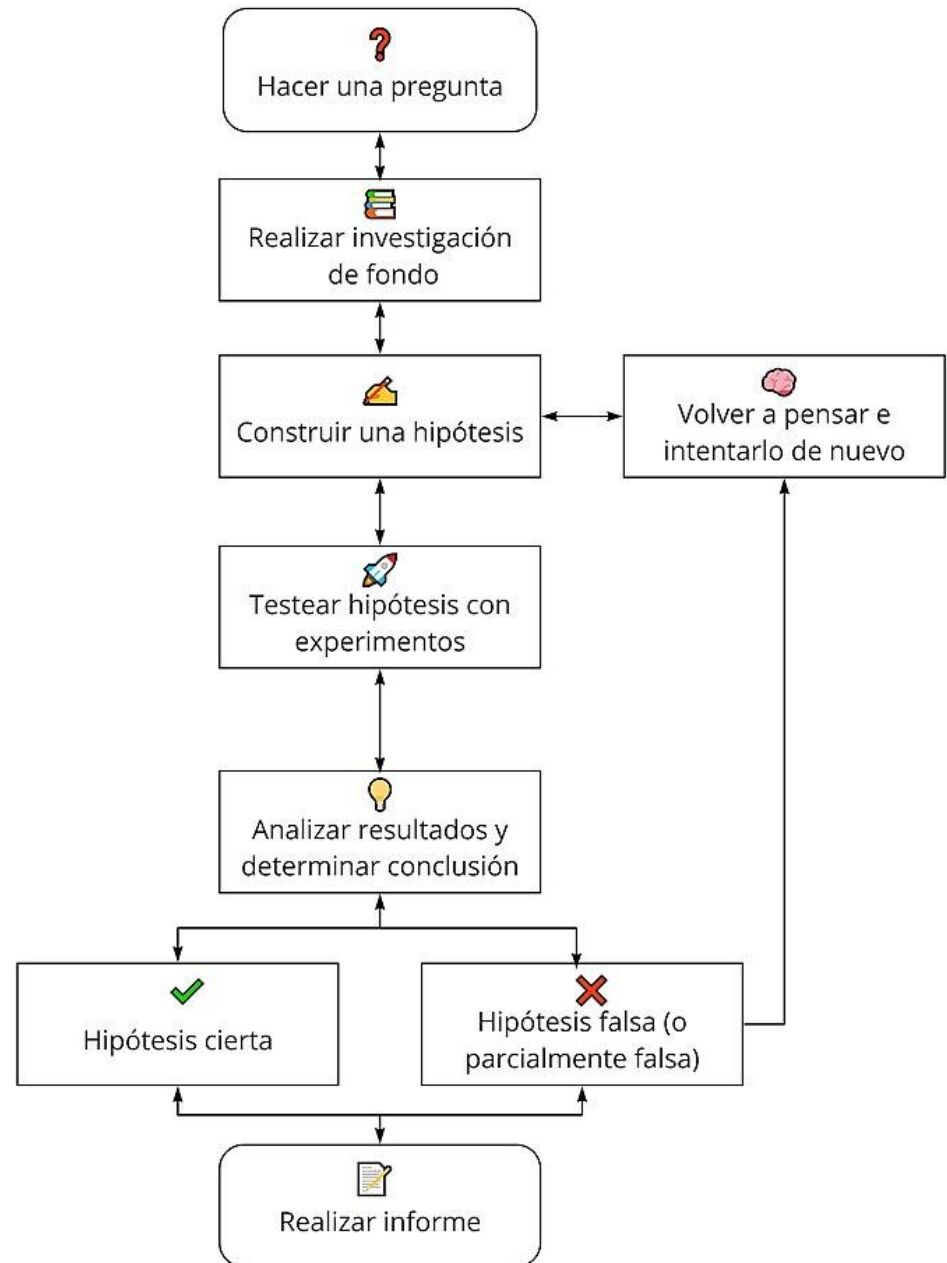 Hacer una pregunta
Realizar investigación
de fondo
Construir una hipótesis
Volver a pensar e
intentarlo de nuevo
Testear hipótesis con
experimentos
Analizar resultados y
determinar conclusión
Hipótesis cierta
Hipótesis falsa (o
parcialmente falsa)
Realizar informe